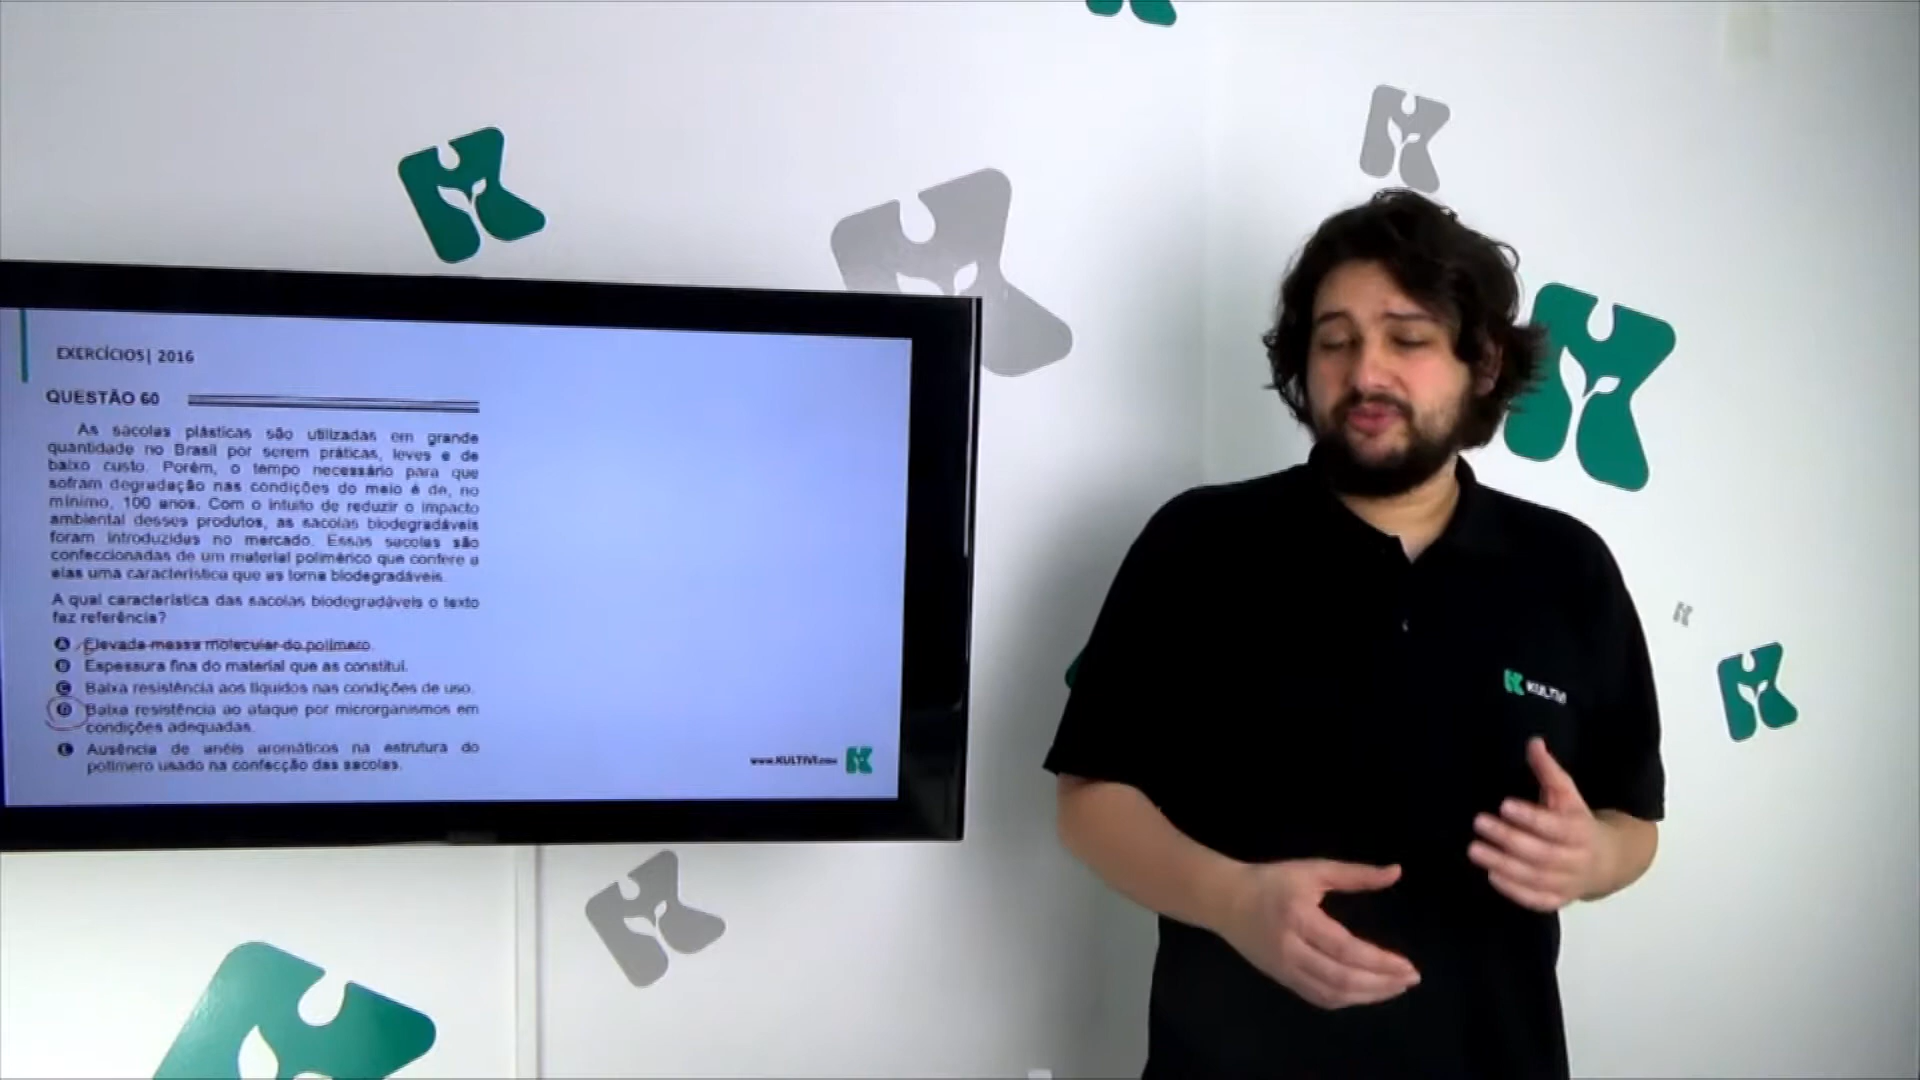 EXERCÍCIOS| 2016
QUESTÃO 60
As sacolas plásticas são utilizadas em grande
quantidade no Brasil por serem práticas, leves e de
baixo custo. Porém, o tempo necessário para que
sofram degradação nas condições do meio é de, no
mínimo, 100 anos. Com o intuito de reduzir o impacto
ambiental desses produtos, as sacolas biodegradáveis
foram introduzidas no mercado. Essas sacolas são
confeccionadas de um material polimérico que confere a
elas uma característica que as torna biodegradáveis.
A qual característica das sacolas biodegradáveis o texto
faz referência?
A Elevada massa molecular do polímero.
B Espessura fina do material que as constitui.
C Baixa resistência aos líquidos nas condições de uso.
D Baixa resistência ao ataque por microrganismos em
condições adequadas.
E Ausência de anéis aromáticos na estrutura do
polímero usado na confecção das sacolas.
www.KULTIVI.com
KULTIVI